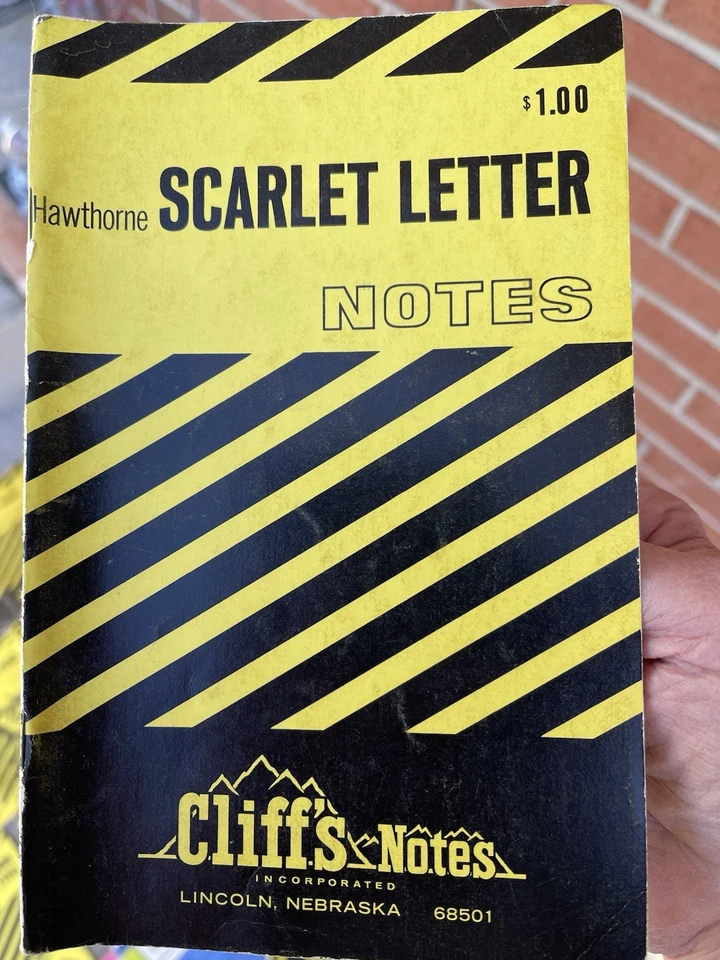 $1.00
Hawthorne SCARLET LETTER
NOTES
Cliff's Notes
INCORPORATED
LINCOLN, NEBRASKA 68501